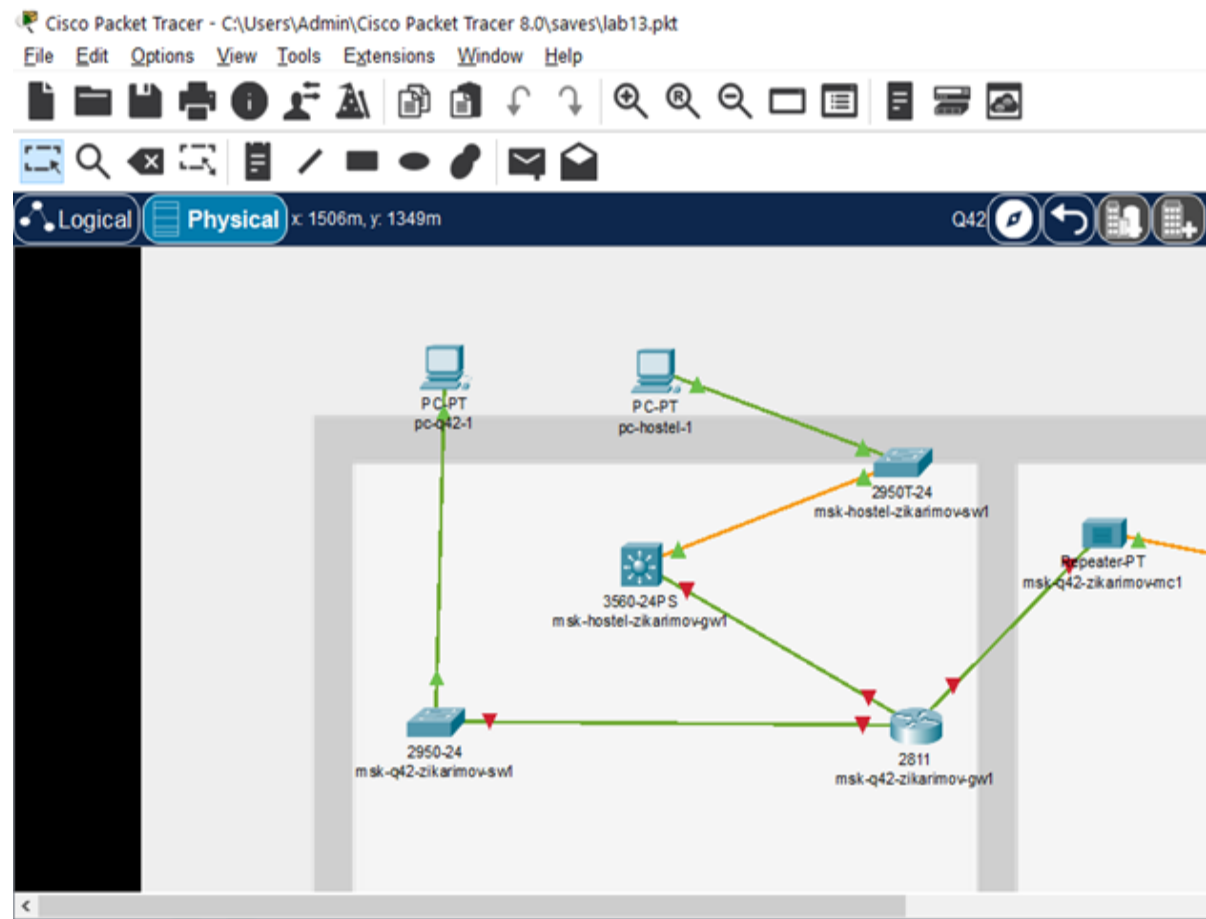 Cisco Packet Tracer - C:\Users\Admin\Cisco Packet Tracer 8.0\saves\lab13.pkt
File Edit Options View Tools Extensions Window Help
Logical Physical x: 1506m, y: 1349m Q42
PC-PT
pc-q42-1
PC-PT
pc-hostel-1
2950T-24
msk-hostel-zikarimov-sw1
Repeater-PT
msk-q42-zikarimov-mc1
3560-24PS
msk-hostel-zikarimov-gw1
2950-24
msk-q42-zikarimov-sw1
2811
msk-q42-zikarimov-gw1